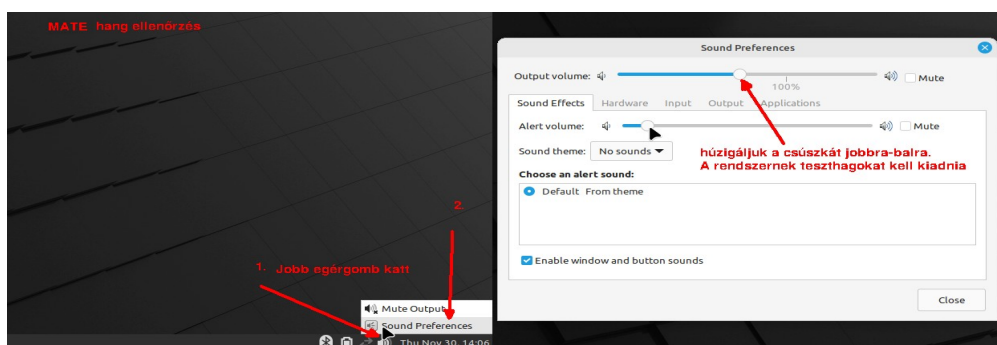 MATE hang ellenőrzés
1. Jobb egérgomb katt
2.
Mute Output
Sound Preferences
Thu Nov 30, 14:06
Sound Preferences
Output volume:
Mute
100%
Sound Effects Hardware Input Output Applications
Alert volume:
Mute
Sound theme: No sounds
húzigáljuk a csúszkát jobbra-balra.
A rendszernek teszthagokat kell kiadnia
Choose an alert sound:
Default From theme
Enable window and button sounds
Close